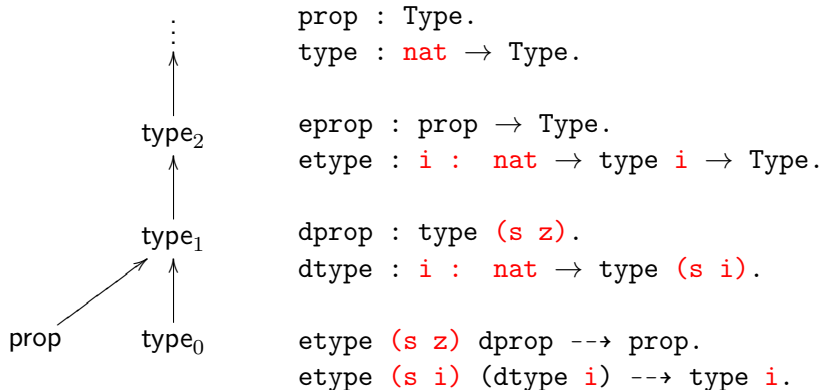 ⋮
type₂
type₁
prop type₀
prop : Type.
type : nat → Type.
eprop : prop → Type.
etype : i : nat → type i → Type.
dprop : type (s z).
dtype : i : nat → type (s i).
etype (s z) dprop --→ prop.
etype (s i) (dtype i) --→ type i.